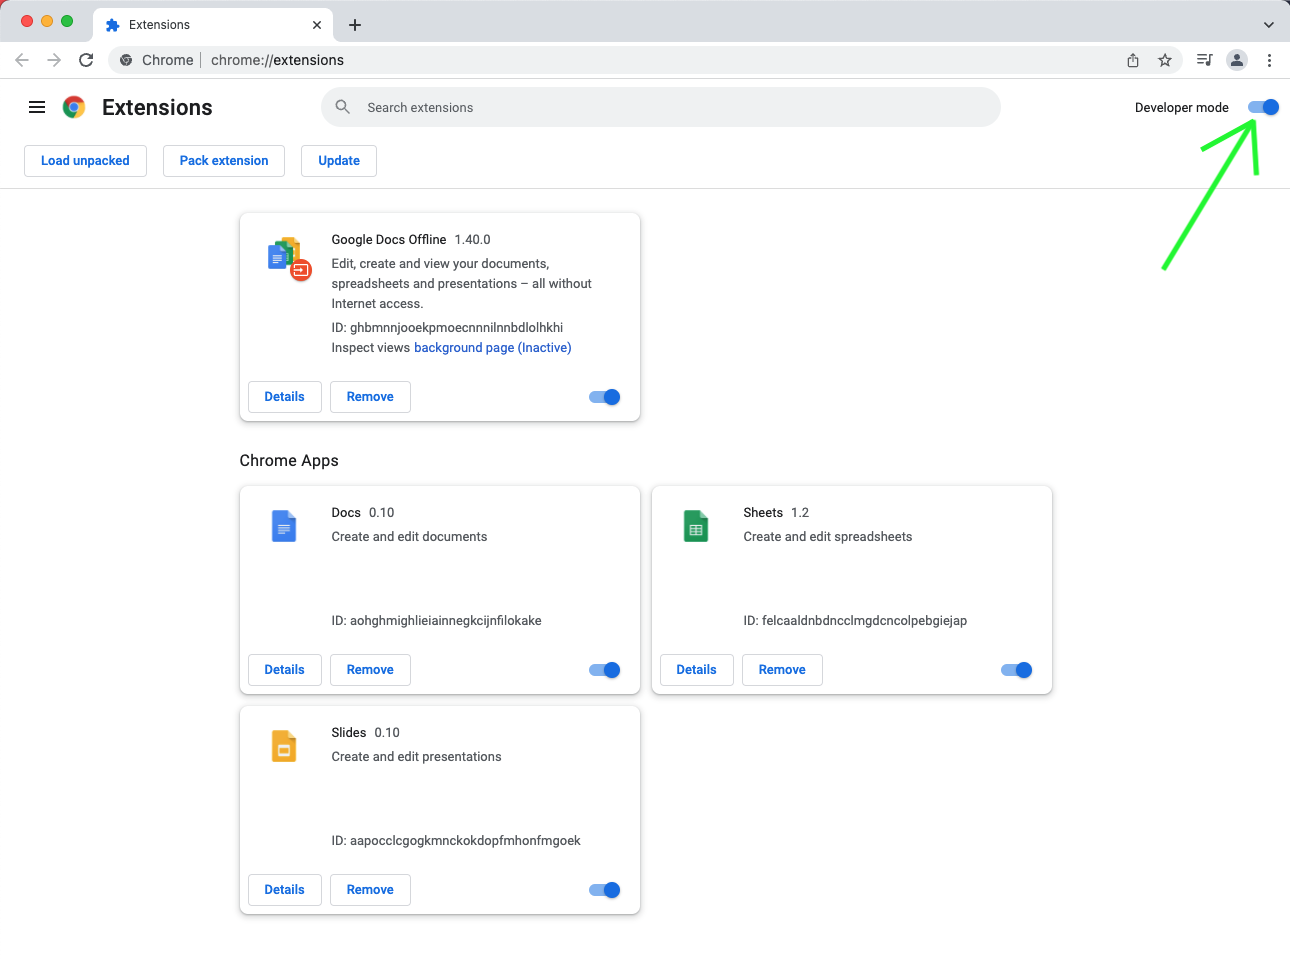 Extensions
Chrome | chrome://extensions
Extensions
Search extensions
Developer mode
Load unpacked
Pack extension
Update
Google Docs Offline 1.40.0
Edit, create and view your documents,
spreadsheets and presentations – all without
Internet access.
ID: ghbmnnjooekpmoecnnnilnnbdlolhkhi
Inspect views background page (Inactive)
Details
Remove
Chrome Apps
Docs 0.10
Create and edit documents
ID: aohghmighlieiainnegkcijnfilokake
Details
Remove
Sheets 1.2
Create and edit spreadsheets
ID: felcaaldnbdncclmgdcncolpebgiejap
Details
Remove
Slides 0.10
Create and edit presentations
ID: aapocclcgogkmnckokdopfmhonfmgoek
Details
Remove